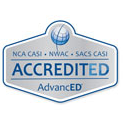 NCA CASI • NWAC • SACS CASI
ACCREDITED
AdvancED®